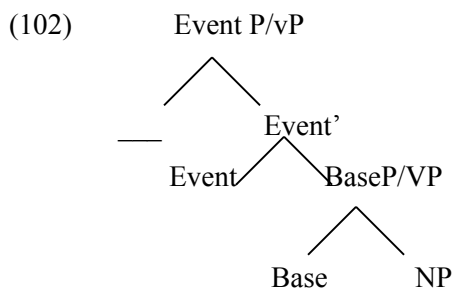 (102) Event P/vP
___ Event’
Event BaseP/VP
Base NP